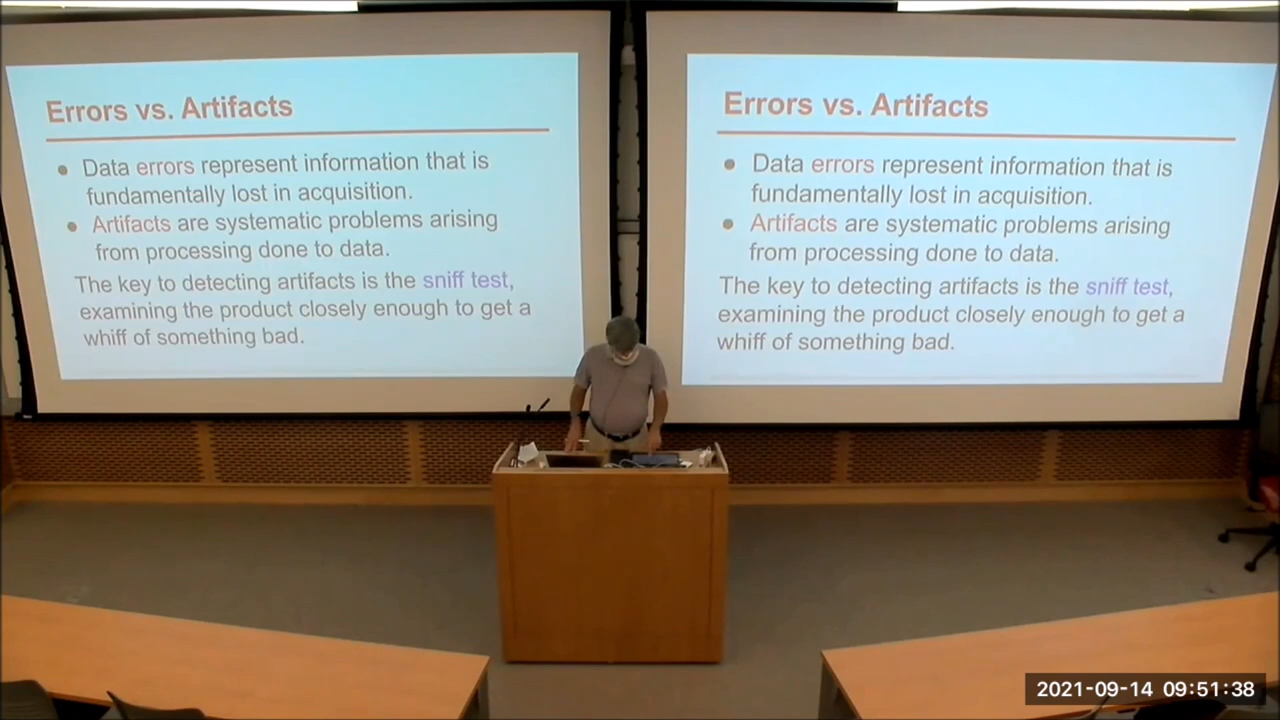 Errors vs. Artifacts
Data errors represent information that is
fundamentally lost in acquisition.
Artifacts are systematic problems arising
from processing done to data.
The key to detecting artifacts is the sniff test,
examining the product closely enough to get a
whiff of something bad.
Errors vs. Artifacts
Data errors represent information that is
fundamentally lost in acquisition.
Artifacts are systematic problems arising
from processing done to data.
The key to detecting artifacts is the sniff test,
examining the product closely enough to get a
whiff of something bad.
2021-09-14 09:51:38